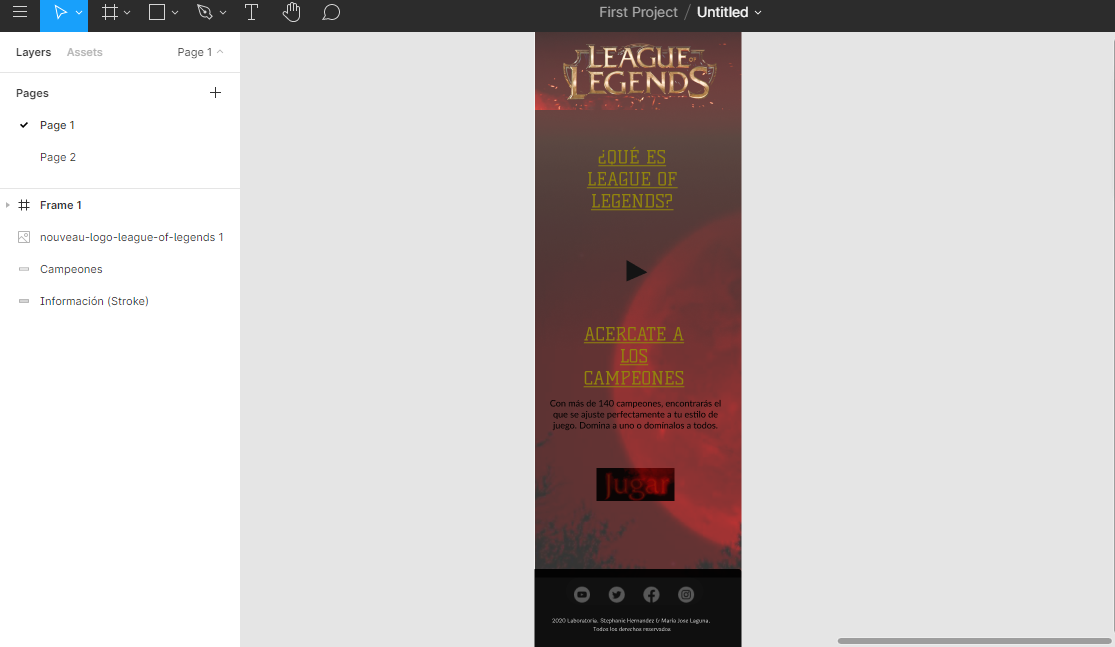 First Project / Untitled
Layers Assets Page 1
Pages
Page 1
Page 2
Frame 1
nouveau-logo-league-of-legends 1
Campeones
Información (Stroke)
LEAGUE OF
LEGENDS
¿QUÉ ES
LEAGUE OF
LEGENDS?
ACERCATE A
LOS
CAMPEONES
Con más de 140 campeones, encontrarás el
que se ajuste perfectamente a tu estilo de
juego. Domina a uno o domínalos a todos.
Jugar
2020 Laboratoria. Stephanie Hernandez & María Jose Laguna.
Todos los derechos reservados